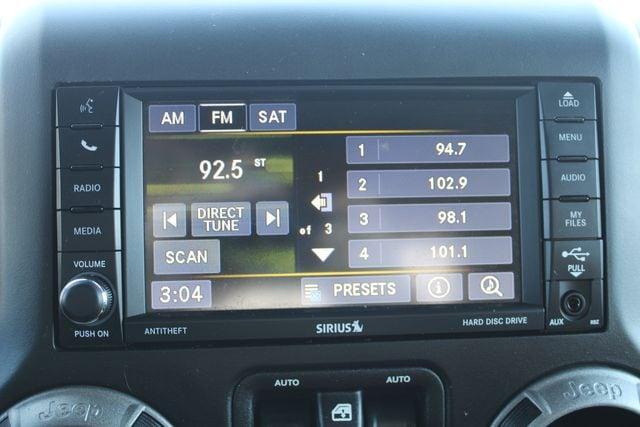 LOAD
AM FM SAT
MENU
1 94.7
92.5 ST
RADIO
1
2 102.9
AUDIO
DIRECT
TUNE
3 98.1
MY
FILES
MEDIA
of 3
SCAN
4 101.1
VOLUME
PULL
3:04
PRESETS
PUSH ON
ANTITHEFT
SIRIUS
HARD DISC DRIVE
AUX
RBZ
AUTO
AUTO
Jeep
Jeep